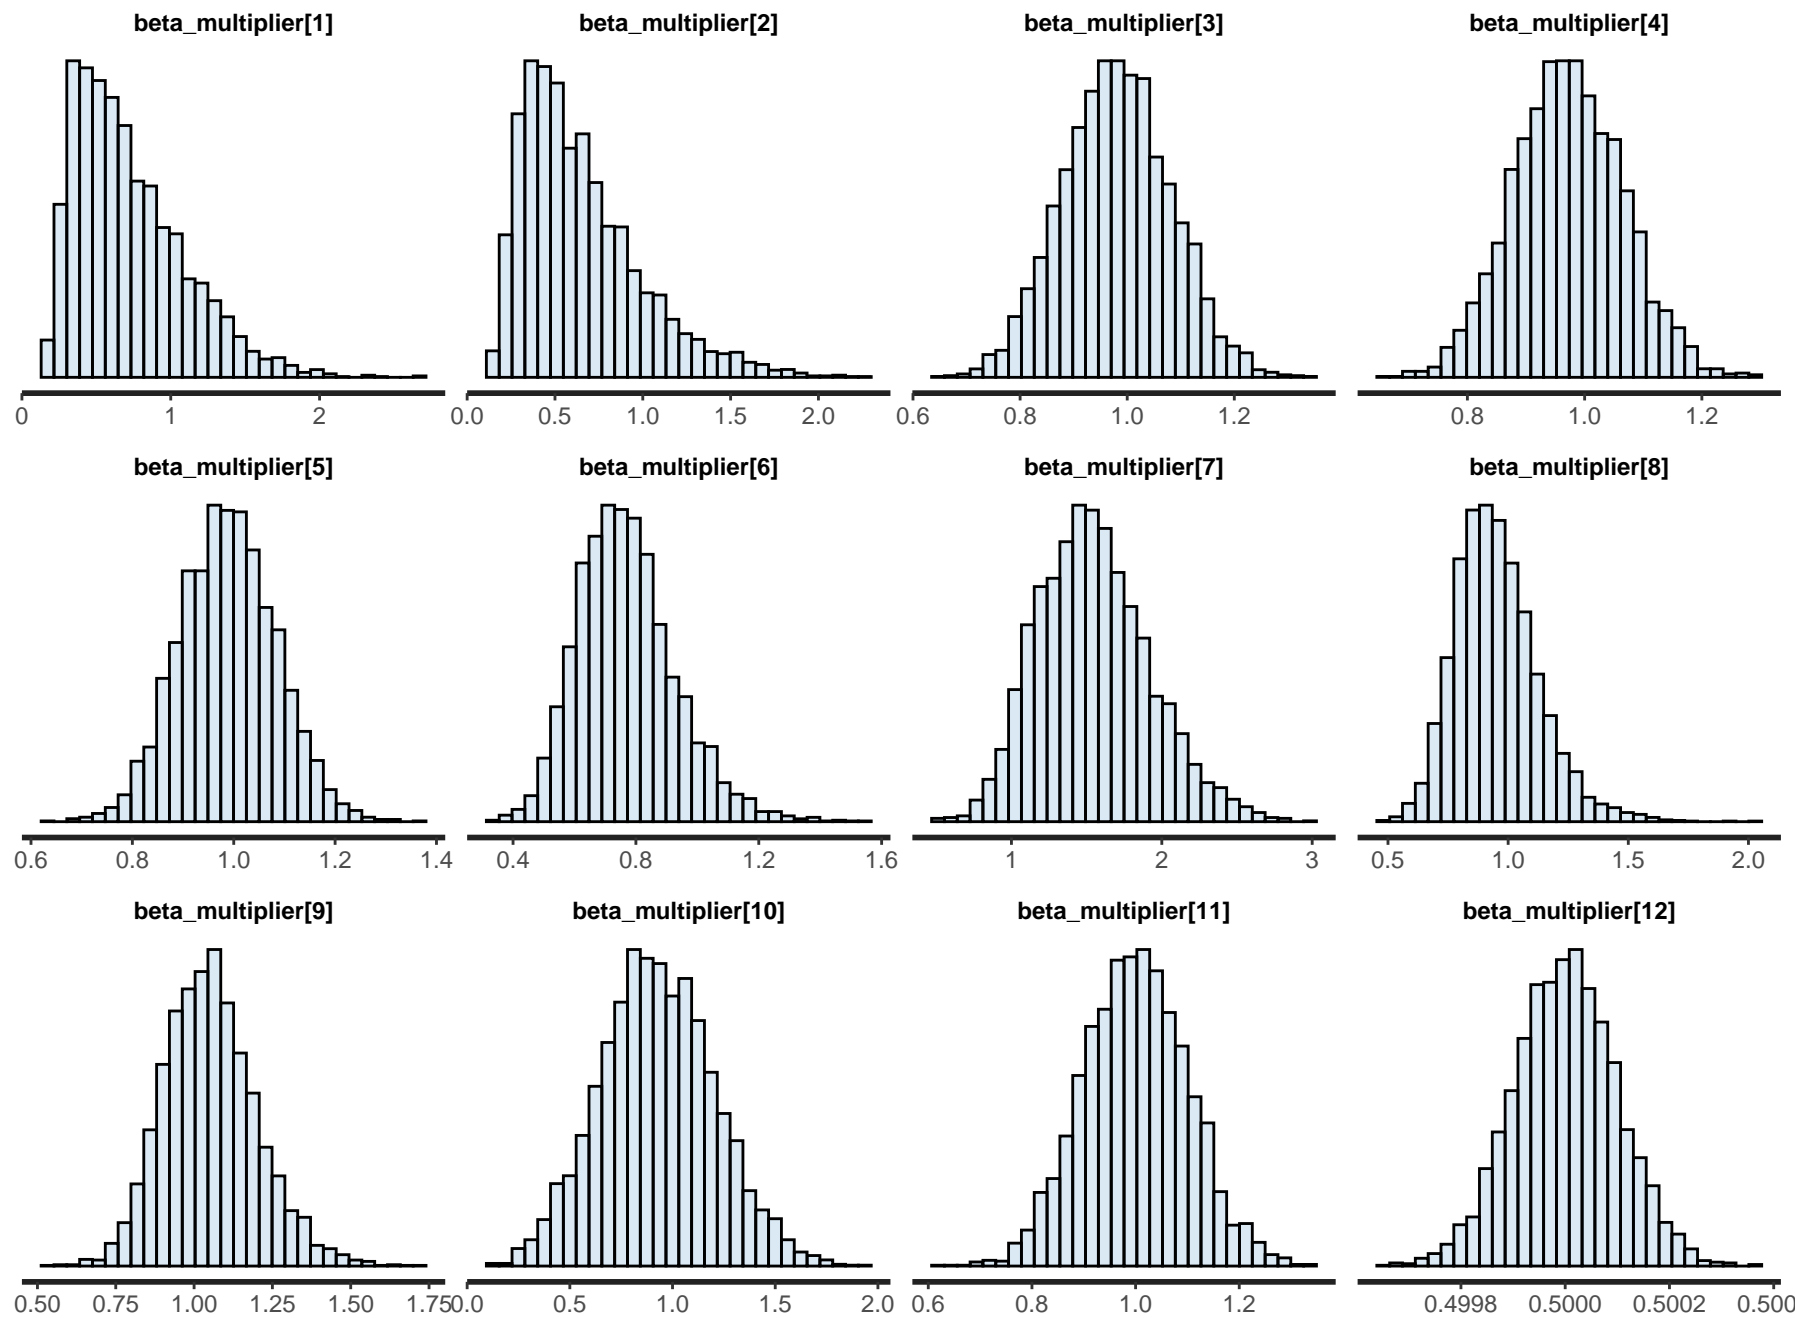 beta_multiplier[1] beta_multiplier[2] beta_multiplier[3] beta_multiplier[4]
0 1 2 0.0 0.5 1.0 1.5 2.0 0.6 0.8 1.0 1.2 0.8 1.0 1.2
beta_multiplier[5] beta_multiplier[6] beta_multiplier[7] beta_multiplier[8]
0.6 0.8 1.0 1.2 1.4 0.4 0.8 1.2 1.6 1 2 3 0.5 1.0 1.5 2.0
beta_multiplier[9] beta_multiplier[10] beta_multiplier[11] beta_multiplier[12]
0.50 0.75 1.00 1.25 1.50 1.75 0.0 0.5 1.0 1.5 2.0 0.6 0.8 1.0 1.2 0.4998 0.5000 0.5002 0.500